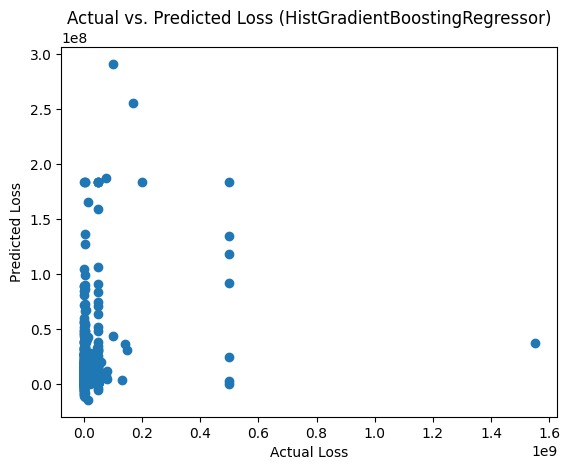 Actual vs. Predicted Loss (HistGradientBoostingRegressor)
1e8
3.0
2.5
2.0
1.5
1.0
0.5
0.0
Predicted Loss
0.0 0.2 0.4 0.6 0.8 1.0 1.2 1.4 1.6
1e9
Actual Loss